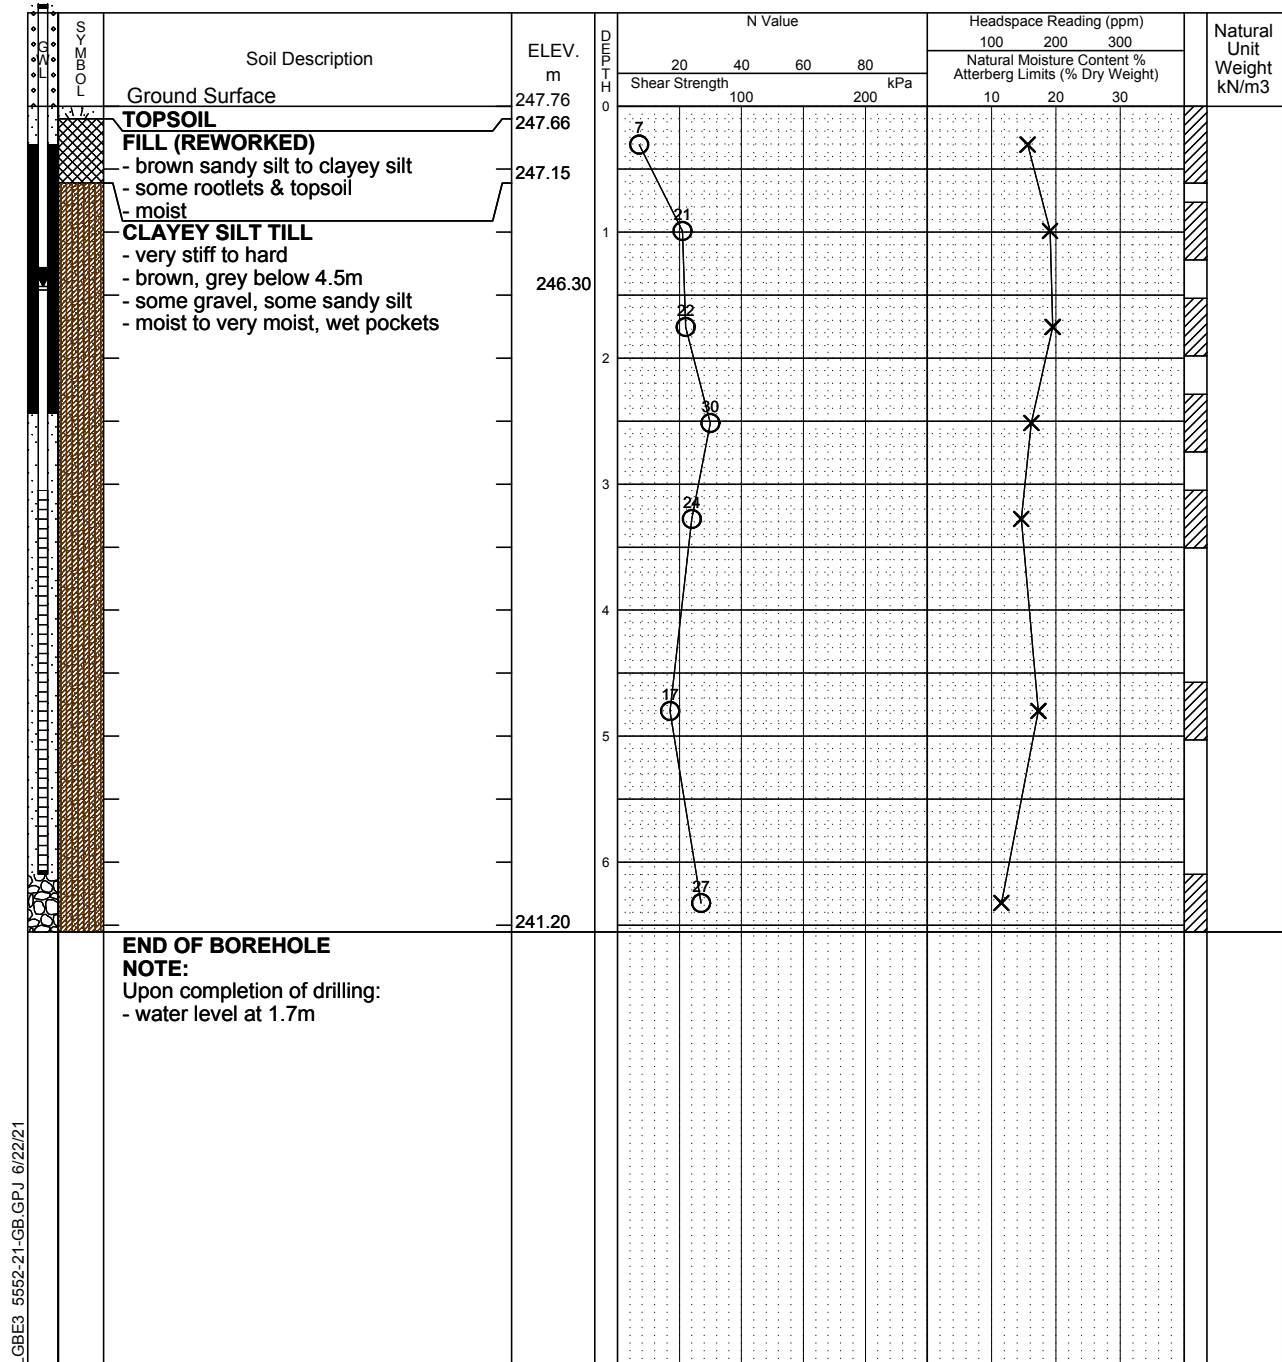 GWL
SYMBOL
Soil Description
ELEV.
m
DEPTH
N Value
20 40 60 80
Shear Strength kPa
100 200
Headspace Reading (ppm)
100 200 300
Natural Moisture Content %
Atterberg Limits (% Dry Weight)
10 20 30
Natural
Unit
Weight
kN/m3
Ground Surface
247.76
0
TOPSOIL
247.66
FILL (REWORKED)
- brown sandy silt to clayey silt
247.15
- some rootlets & topsoil
- moist
CLAYEY SILT TILL
- very stiff to hard
- brown, grey below 4.5m
246.30
- some gravel, some sandy silt
- moist to very moist, wet pockets
7
21
1
22
2
30
3
24
4
17
5
6
27
241.20
END OF BOREHOLE
NOTE:
Upon completion of drilling:
- water level at 1.7m
LGBE3 5552-21-GB.GPJ 6/22/21